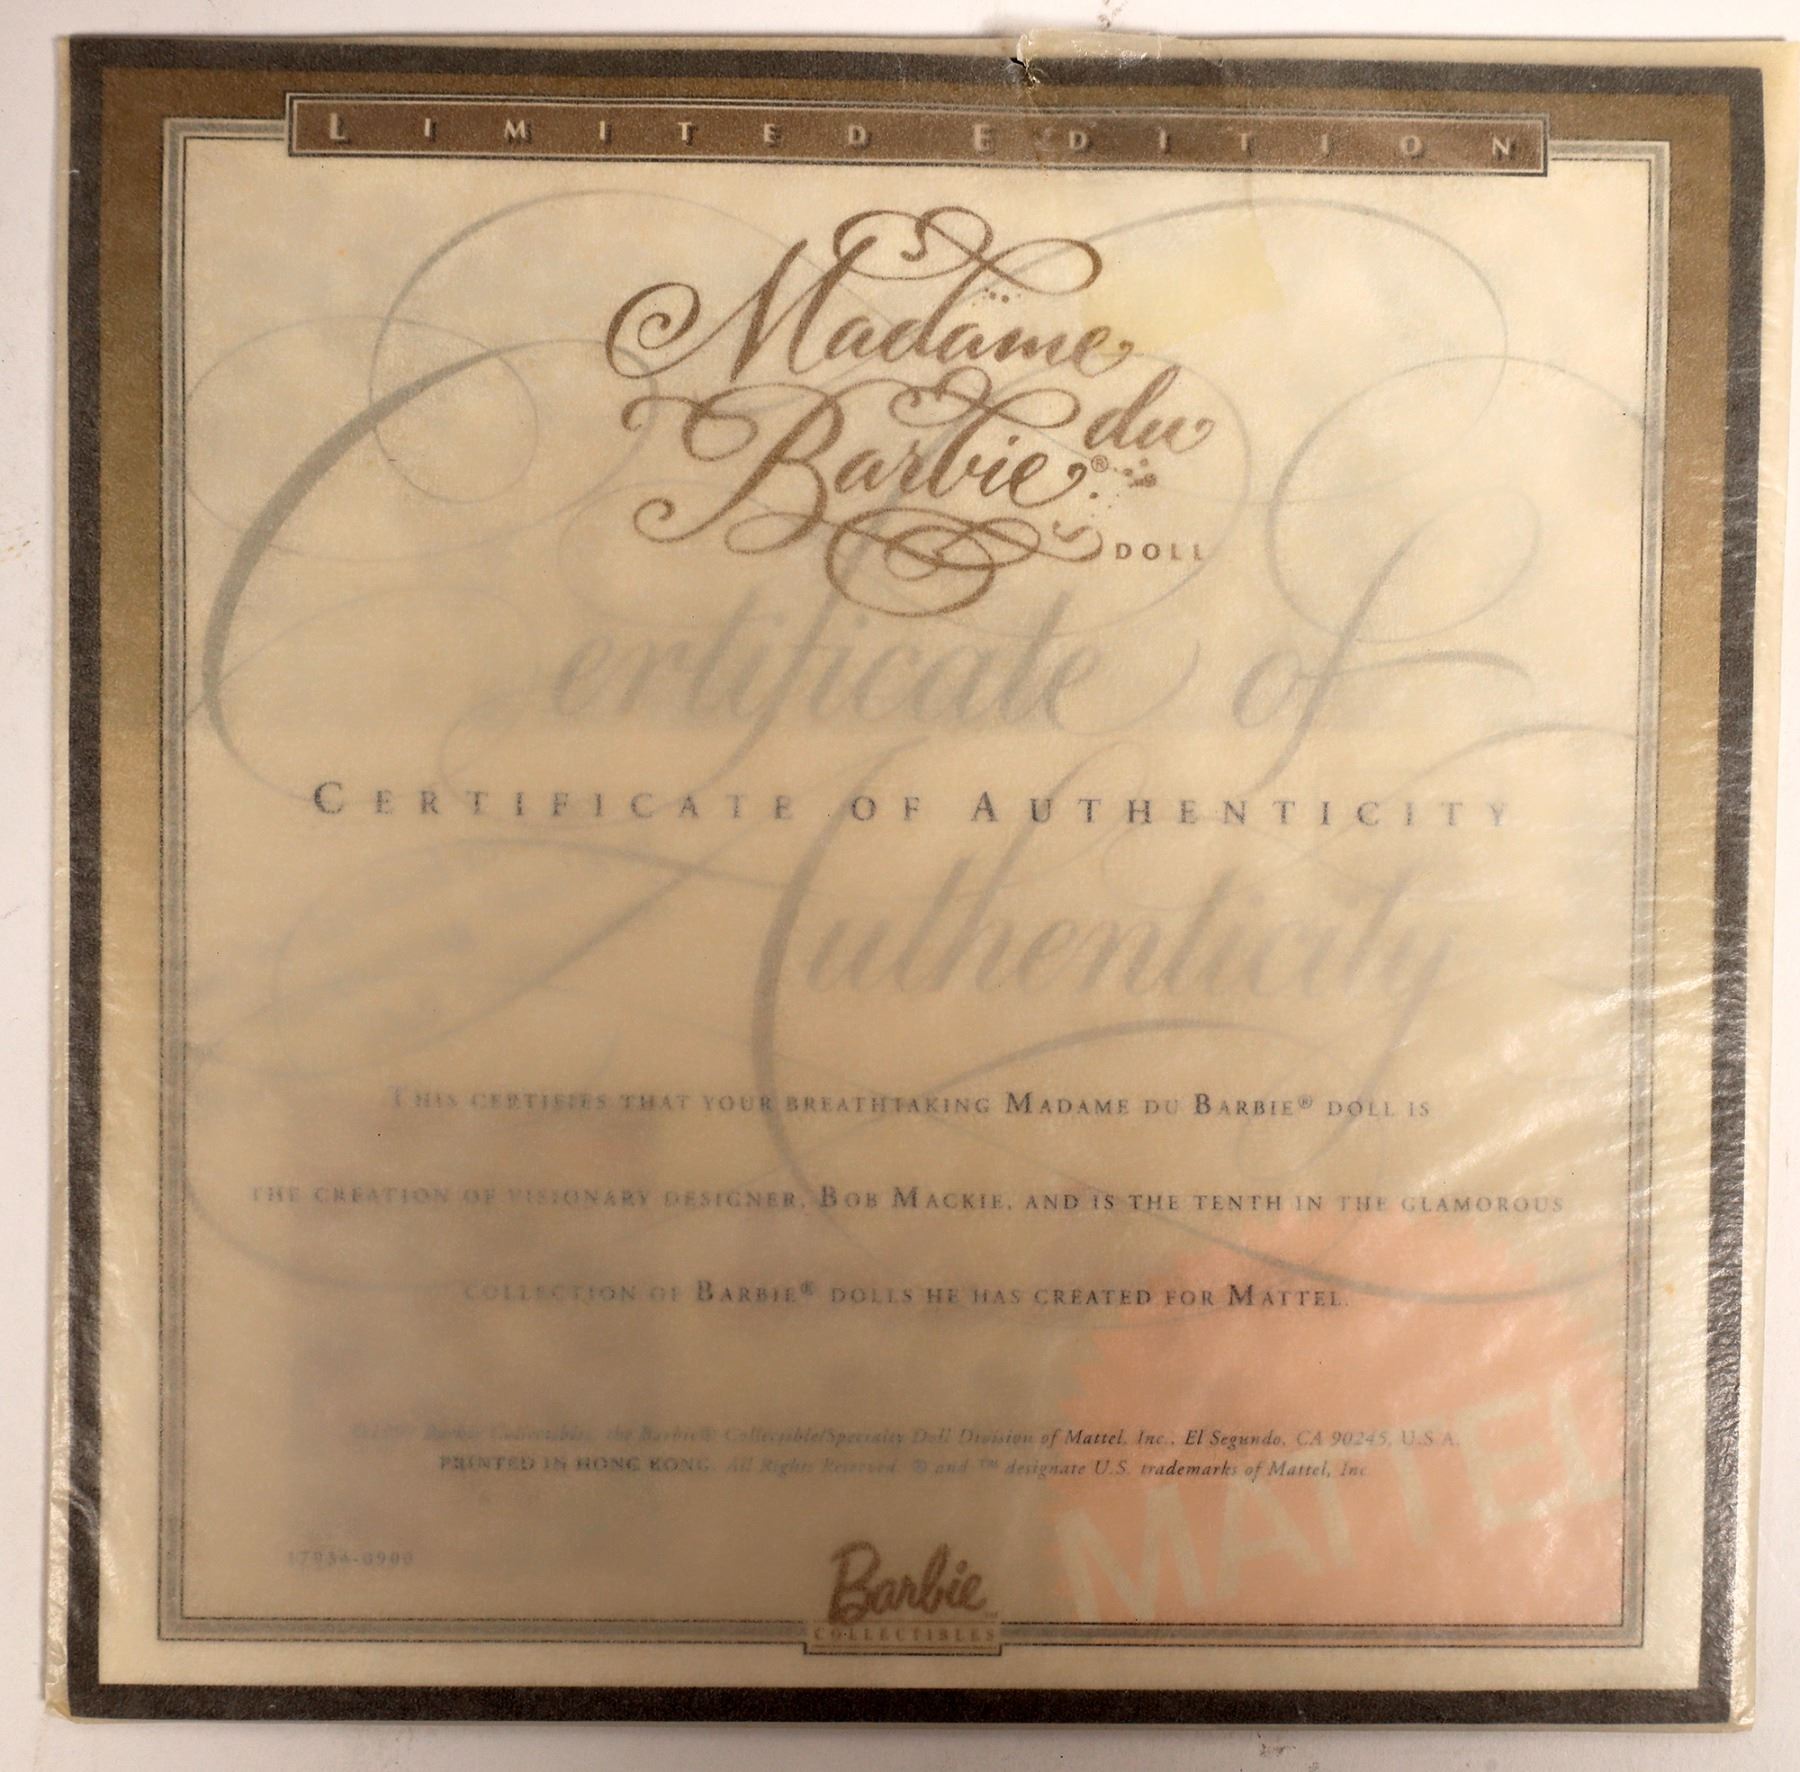 LIMITED EDITION
Madame
du
Barbie®
DOLL
Certificate of
CERTIFICATE OF AUTHENTICITY
Authenticity
THIS CERTIFIES THAT YOUR BREATHTAKING MADAME DU BARBIE® DOLL IS
THE CREATION OF VISIONARY DESIGNER, BOB MACKIE, AND IS THE TENTH IN THE GLAMOROUS
COLLECTION OF BARBIE® DOLLS HE HAS CREATED FOR MATTEL.
Barbie Collectibles, the Barbie® Collectible/Specialty Doll Division of Mattel, Inc., El Segundo, CA 90245, U.S.A.
PRINTED IN HONG KONG. All Rights Reserved. ® and ™ designate U.S. trademarks of Mattel, Inc.
MATTEL
17934-0900
Barbie™
COLLECTIBLES